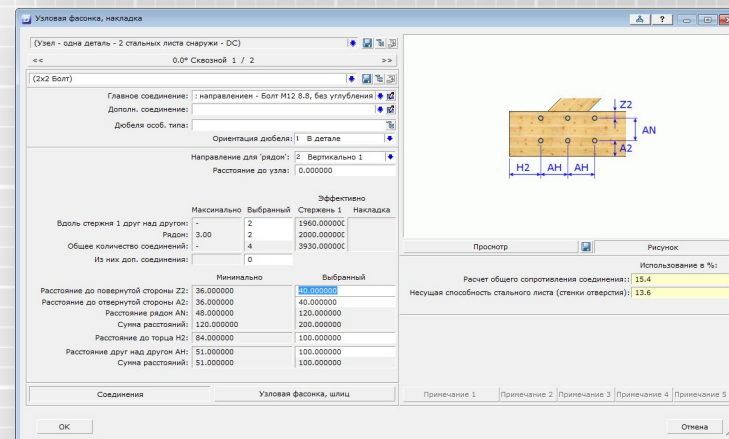 Узловая фасонка, накладка
?
(Узел - одна деталь - 2 стальных листа снаружи - DC)
<< 0.0° Сквозной 1 / 2 >>
(2x2 Болт)
Главное соединение: : направлением - Болт M12 8.8, без углубления
Дополн. соединение:
Дюбеля особ. типа:
Ориентация дюбеля: 1 В детале
Направление для 'рядом': 2 Вертикально 1
Расстояние до узла: 0.000000
Эффективно
Максимально Выбранный Стержень 1 Накладка
Вдоль стержня 1 друг над другом: - 2 1960.00000
Рядом: 3.00 2 2000.00000
Общее количество соединений: - 4 3930.00000
Из них доп. соединения: 0
Минимально Выбранный
Расстояние до повернутой стороны Z2: 36.000000 40.000000
Расстояние до отвернутой стороны A2: 36.000000 40.000000
Расстояние рядом AN: 48.000000 120.000000
Сумма расстояний: 120.000000 200.000000
Расстояние до торца H2: 84.000000 100.000000
Расстояние друг над другом AH: 51.000000 100.000000
Сумма расстояний: 51.000000 100.000000
Соединения Узловая фасонка, шлиц
OK
Z2
AN
A2
H2 AH AH
Просмотр Рисунок
Использование в %:
Расчет общего сопротивления соединения:: 15.4
Несущая способность стального листа (стенки отверстия): 13.6
Примечание 1 Примечание 2 Примечание 3 Примечание 4 Примечание 5
Отмена